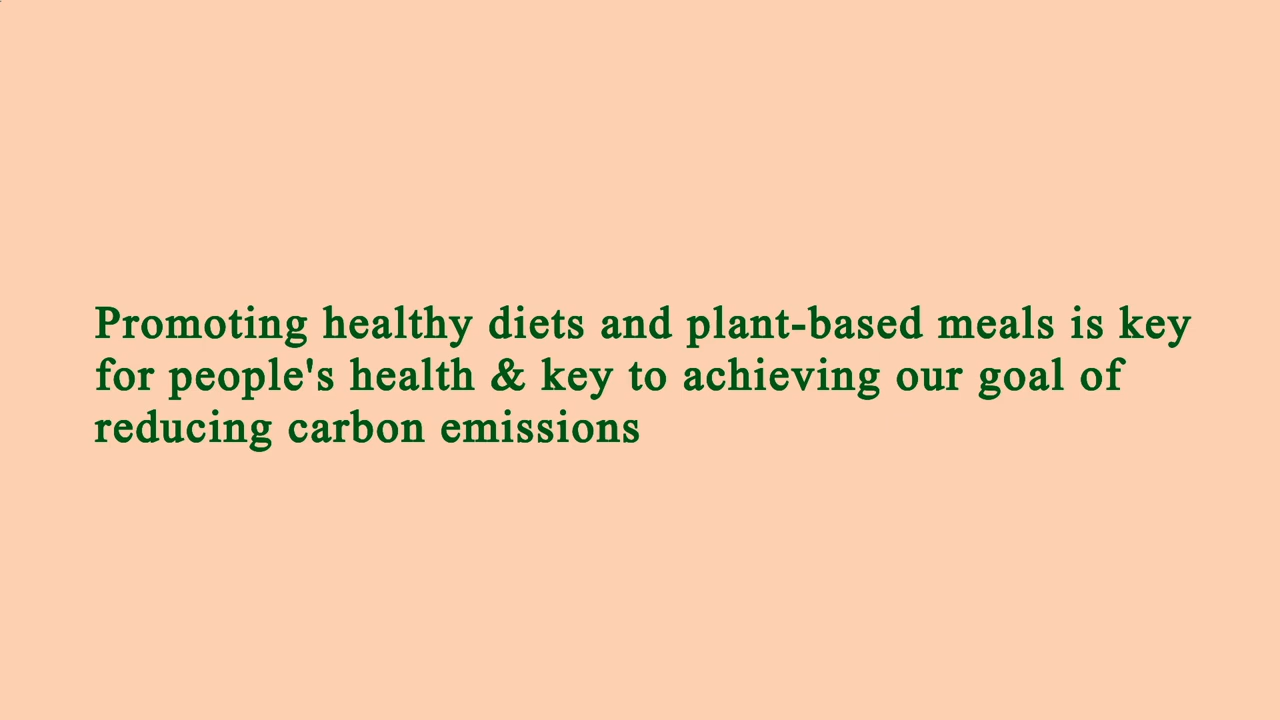 Promoting healthy diets and plant-based meals is key
for people's health & key to achieving our goal of
reducing carbon emissions